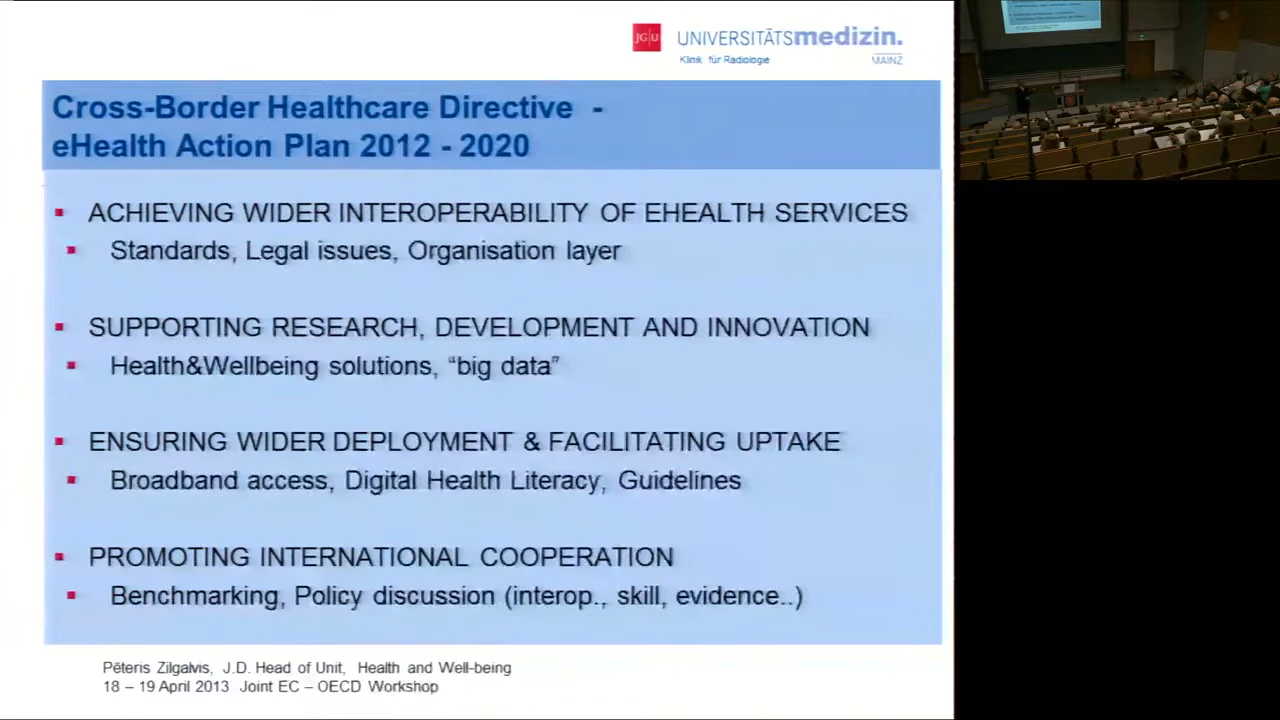 JG|U UNIVERSITÄTSmedizin.
Klinik für Radiologie MAINZ
Cross-Border Healthcare Directive -
eHealth Action Plan 2012 - 2020
▪ ACHIEVING WIDER INTEROPERABILITY OF EHEALTH SERVICES
▪ Standards, Legal issues, Organisation layer
▪ SUPPORTING RESEARCH, DEVELOPMENT AND INNOVATION
▪ Health&Wellbeing solutions, “big data”
▪ ENSURING WIDER DEPLOYMENT & FACILITATING UPTAKE
▪ Broadband access, Digital Health Literacy, Guidelines
▪ PROMOTING INTERNATIONAL COOPERATION
▪ Benchmarking, Policy discussion (interop., skill, evidence..)
Pēteris Zilgalvis, J.D. Head of Unit, Health and Well-being
18 – 19 April 2013 Joint EC – OECD Workshop